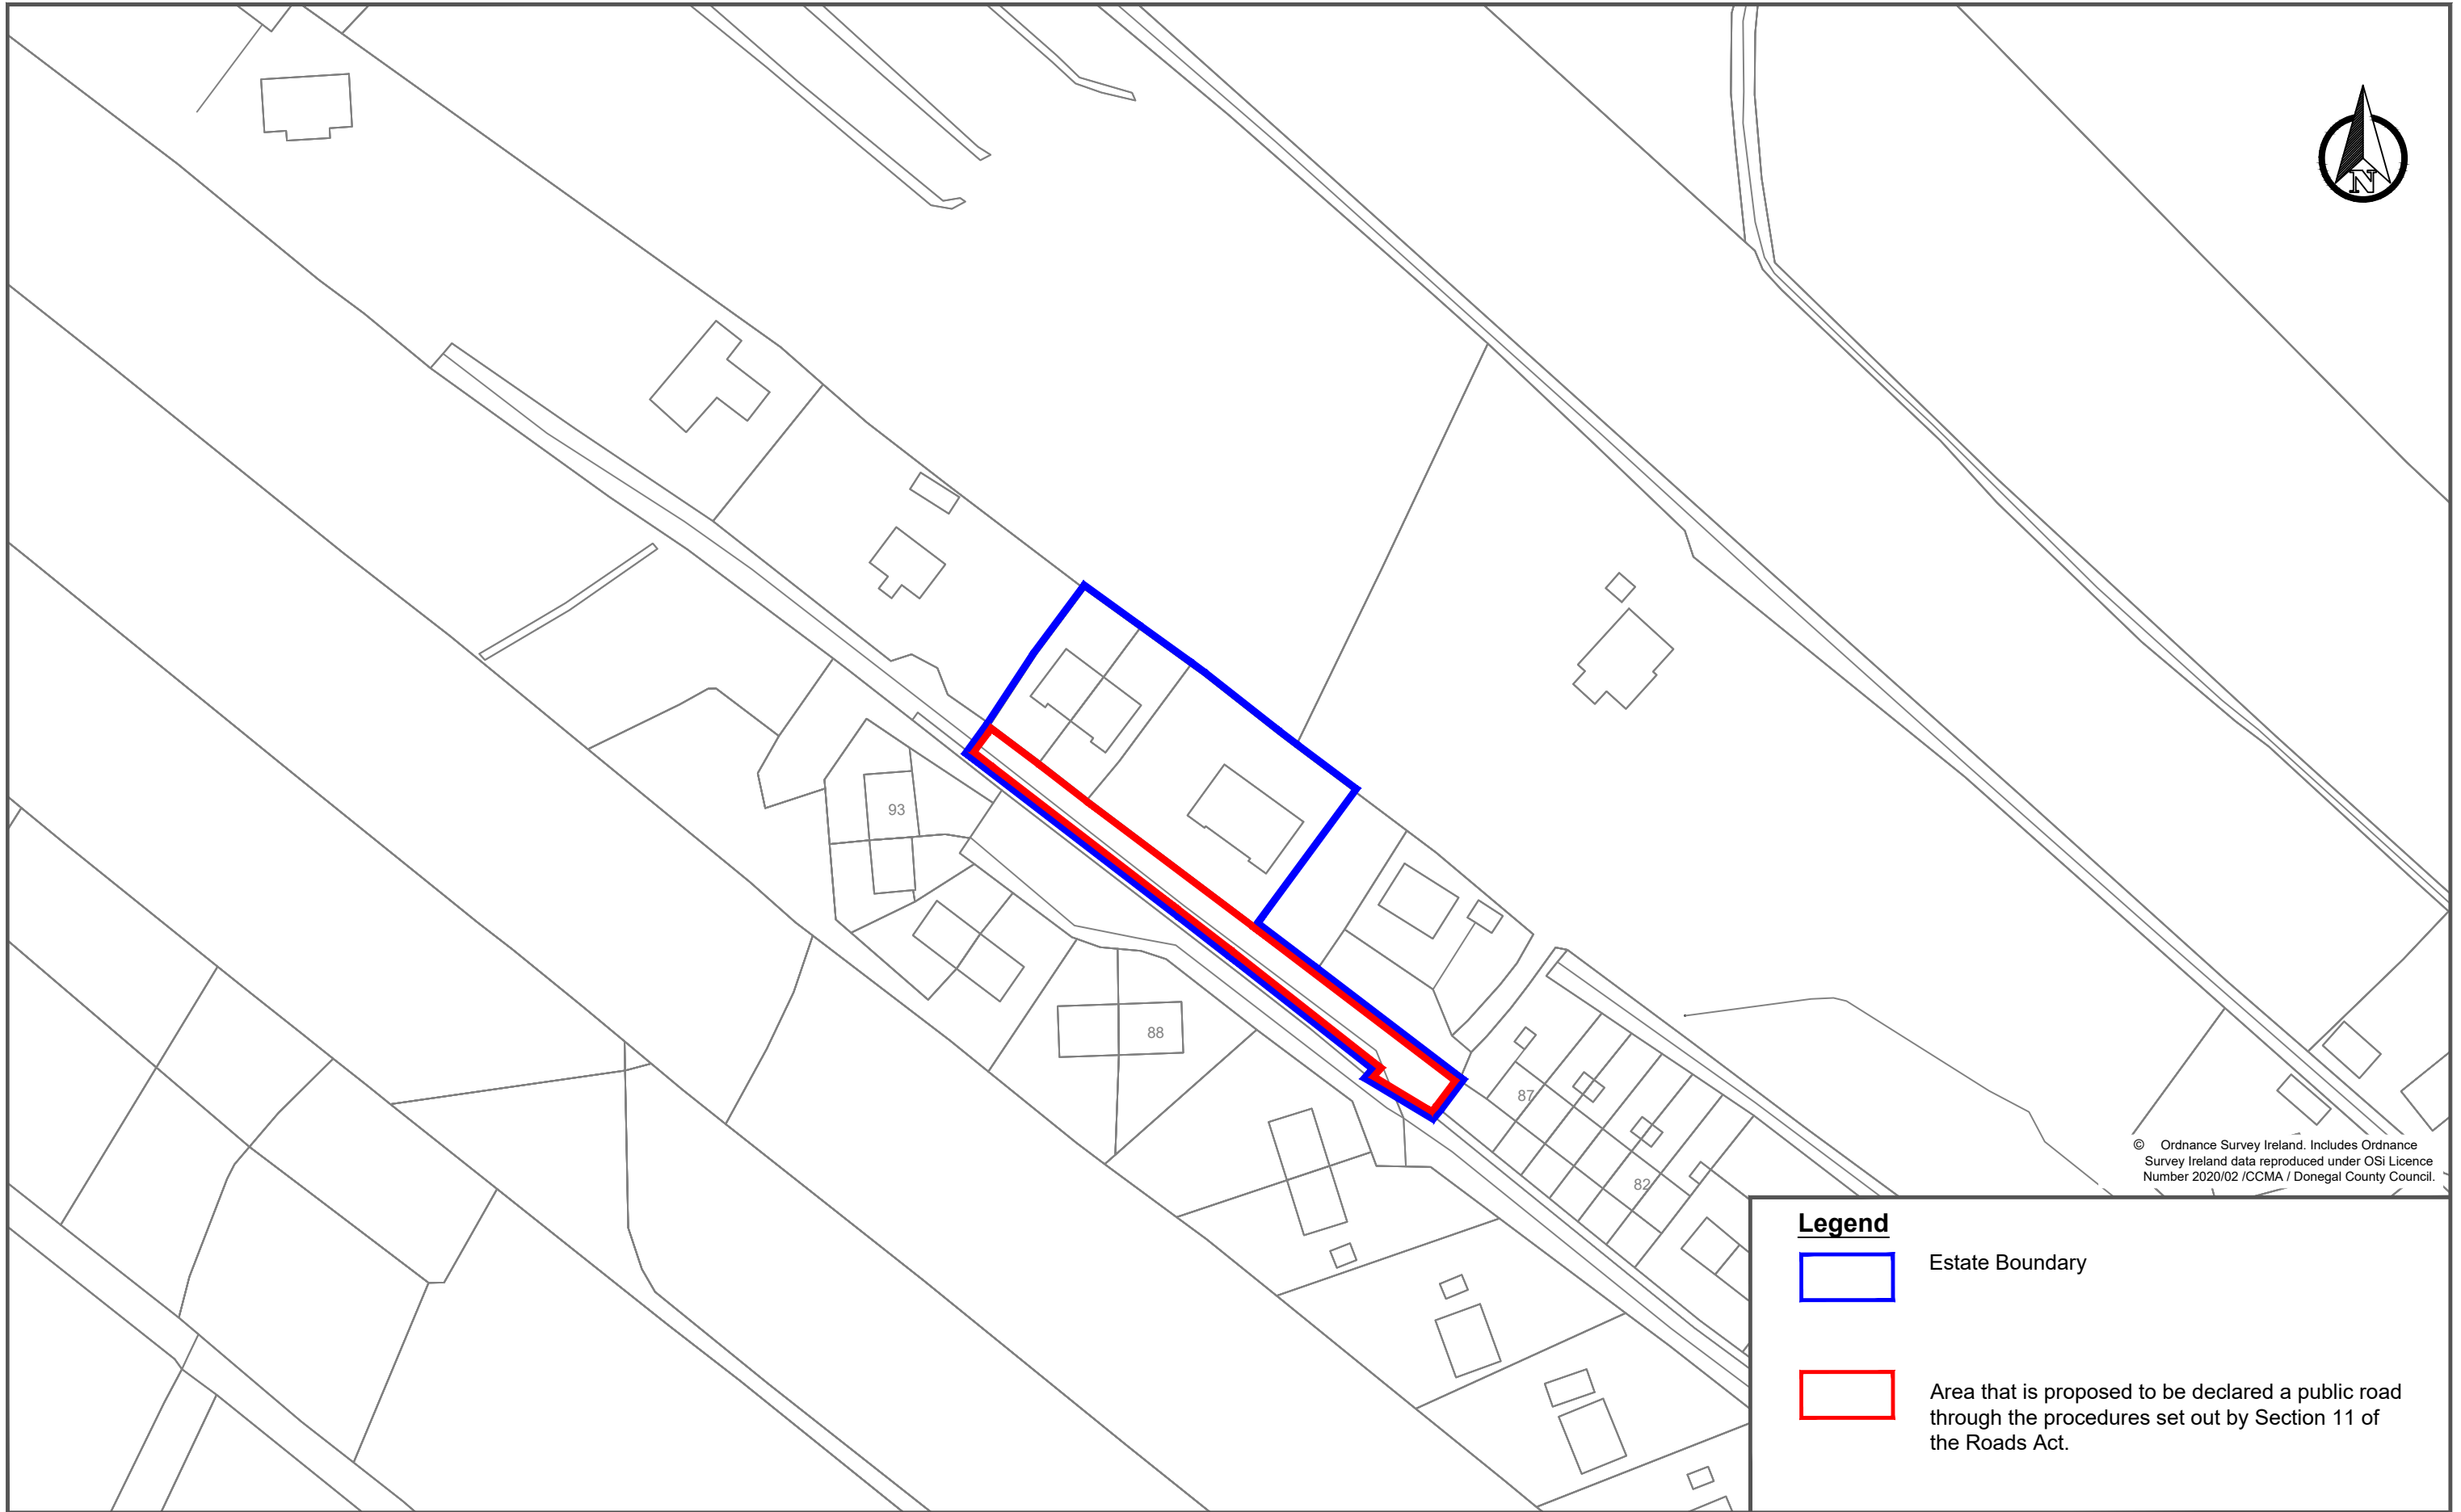 N
93
88
87
82
© Ordnance Survey Ireland. Includes Ordnance
Survey Ireland data reproduced under OSi Licence
Number 2020/02 /CCMA / Donegal County Council.
Legend
Estate Boundary
Area that is proposed to be declared a public road
through the procedures set out by Section 11 of
the Roads Act.